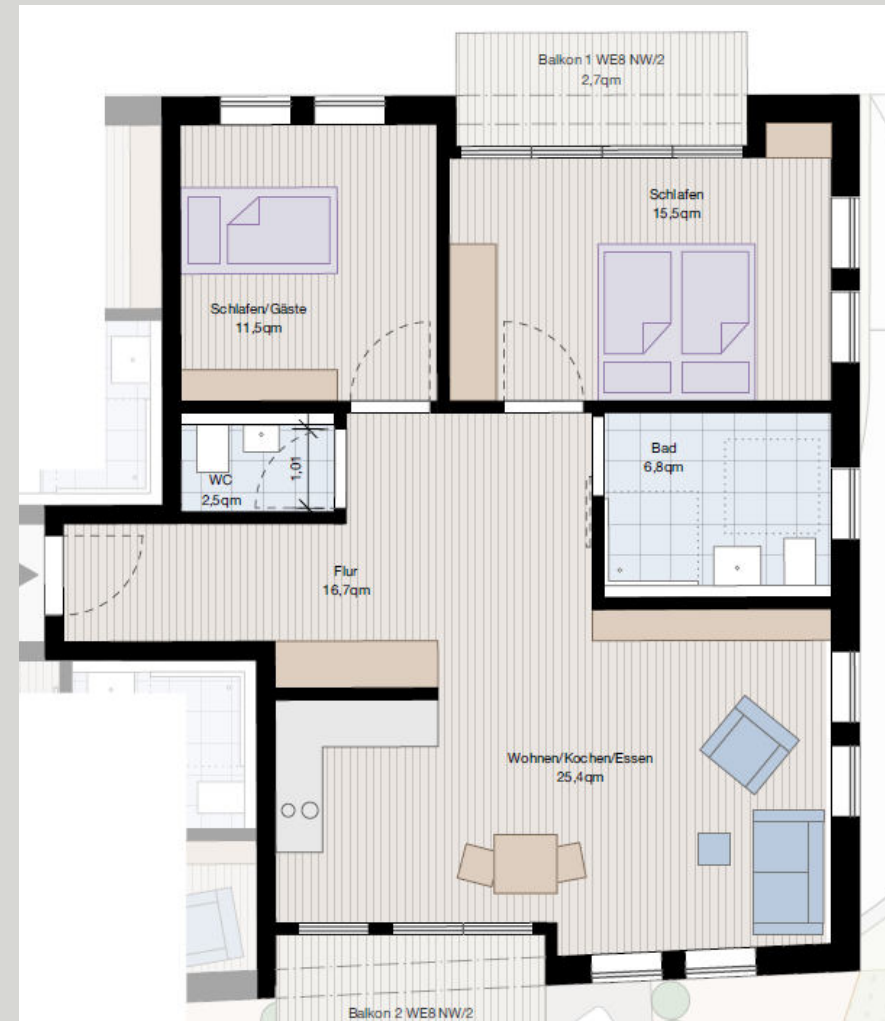 Balkon 1 WE8 NW/2
2,7qm
Schlafen
15,5qm
Schlafen/Gäste
11,5qm
Bad
6,8qm
WC
2,5qm
1,01
Flur
16,7qm
Wohnen/Kochen/Essen
25,4qm
Balkon 2 WE8 NW/2